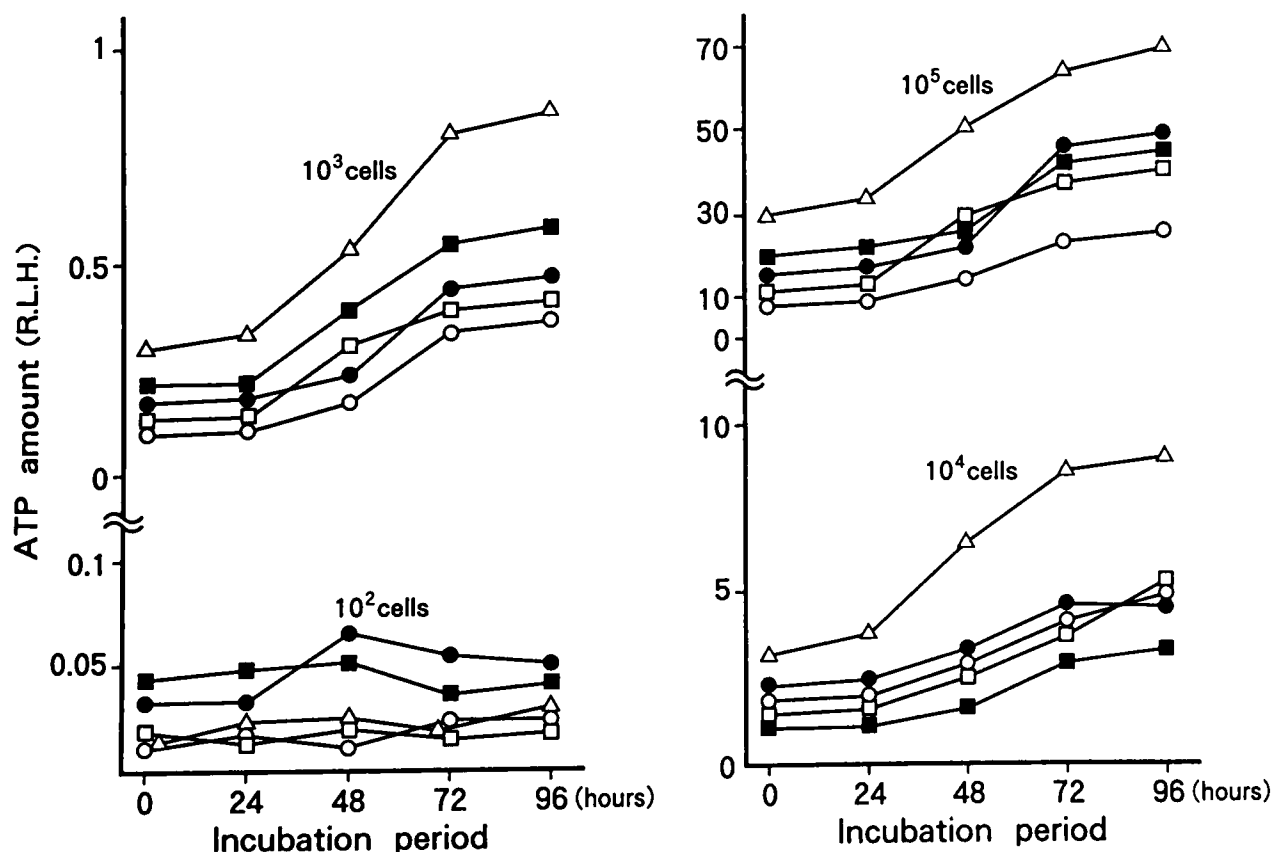 ATP amount (R.L.H.)
1
0.5
0
0.1
0.05
10³cells
10²cells
0 24 48 72 96 (hours)
Incubation period
70
50
30
10
0
10
5
0
10⁵cells
10⁴cells
0 24 48 72 96 (hours)
Incubation period